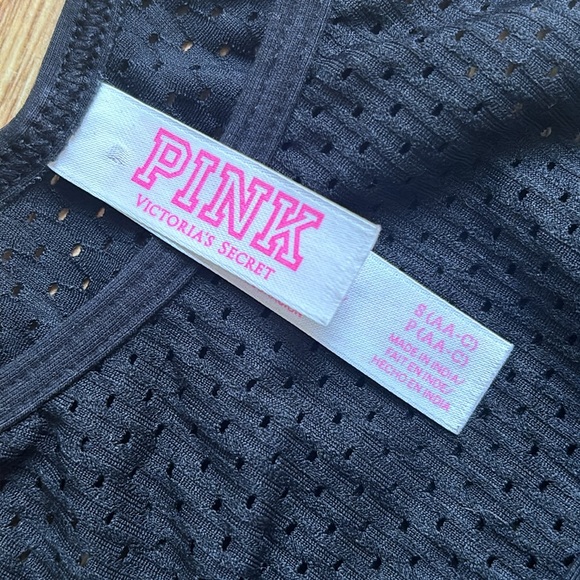 PINK
VICTORIA'S SECRET
S (AA-C)
P (AA-C)
MADE IN INDIA/
FAIT EN INDE/
HECHO EN INDIA